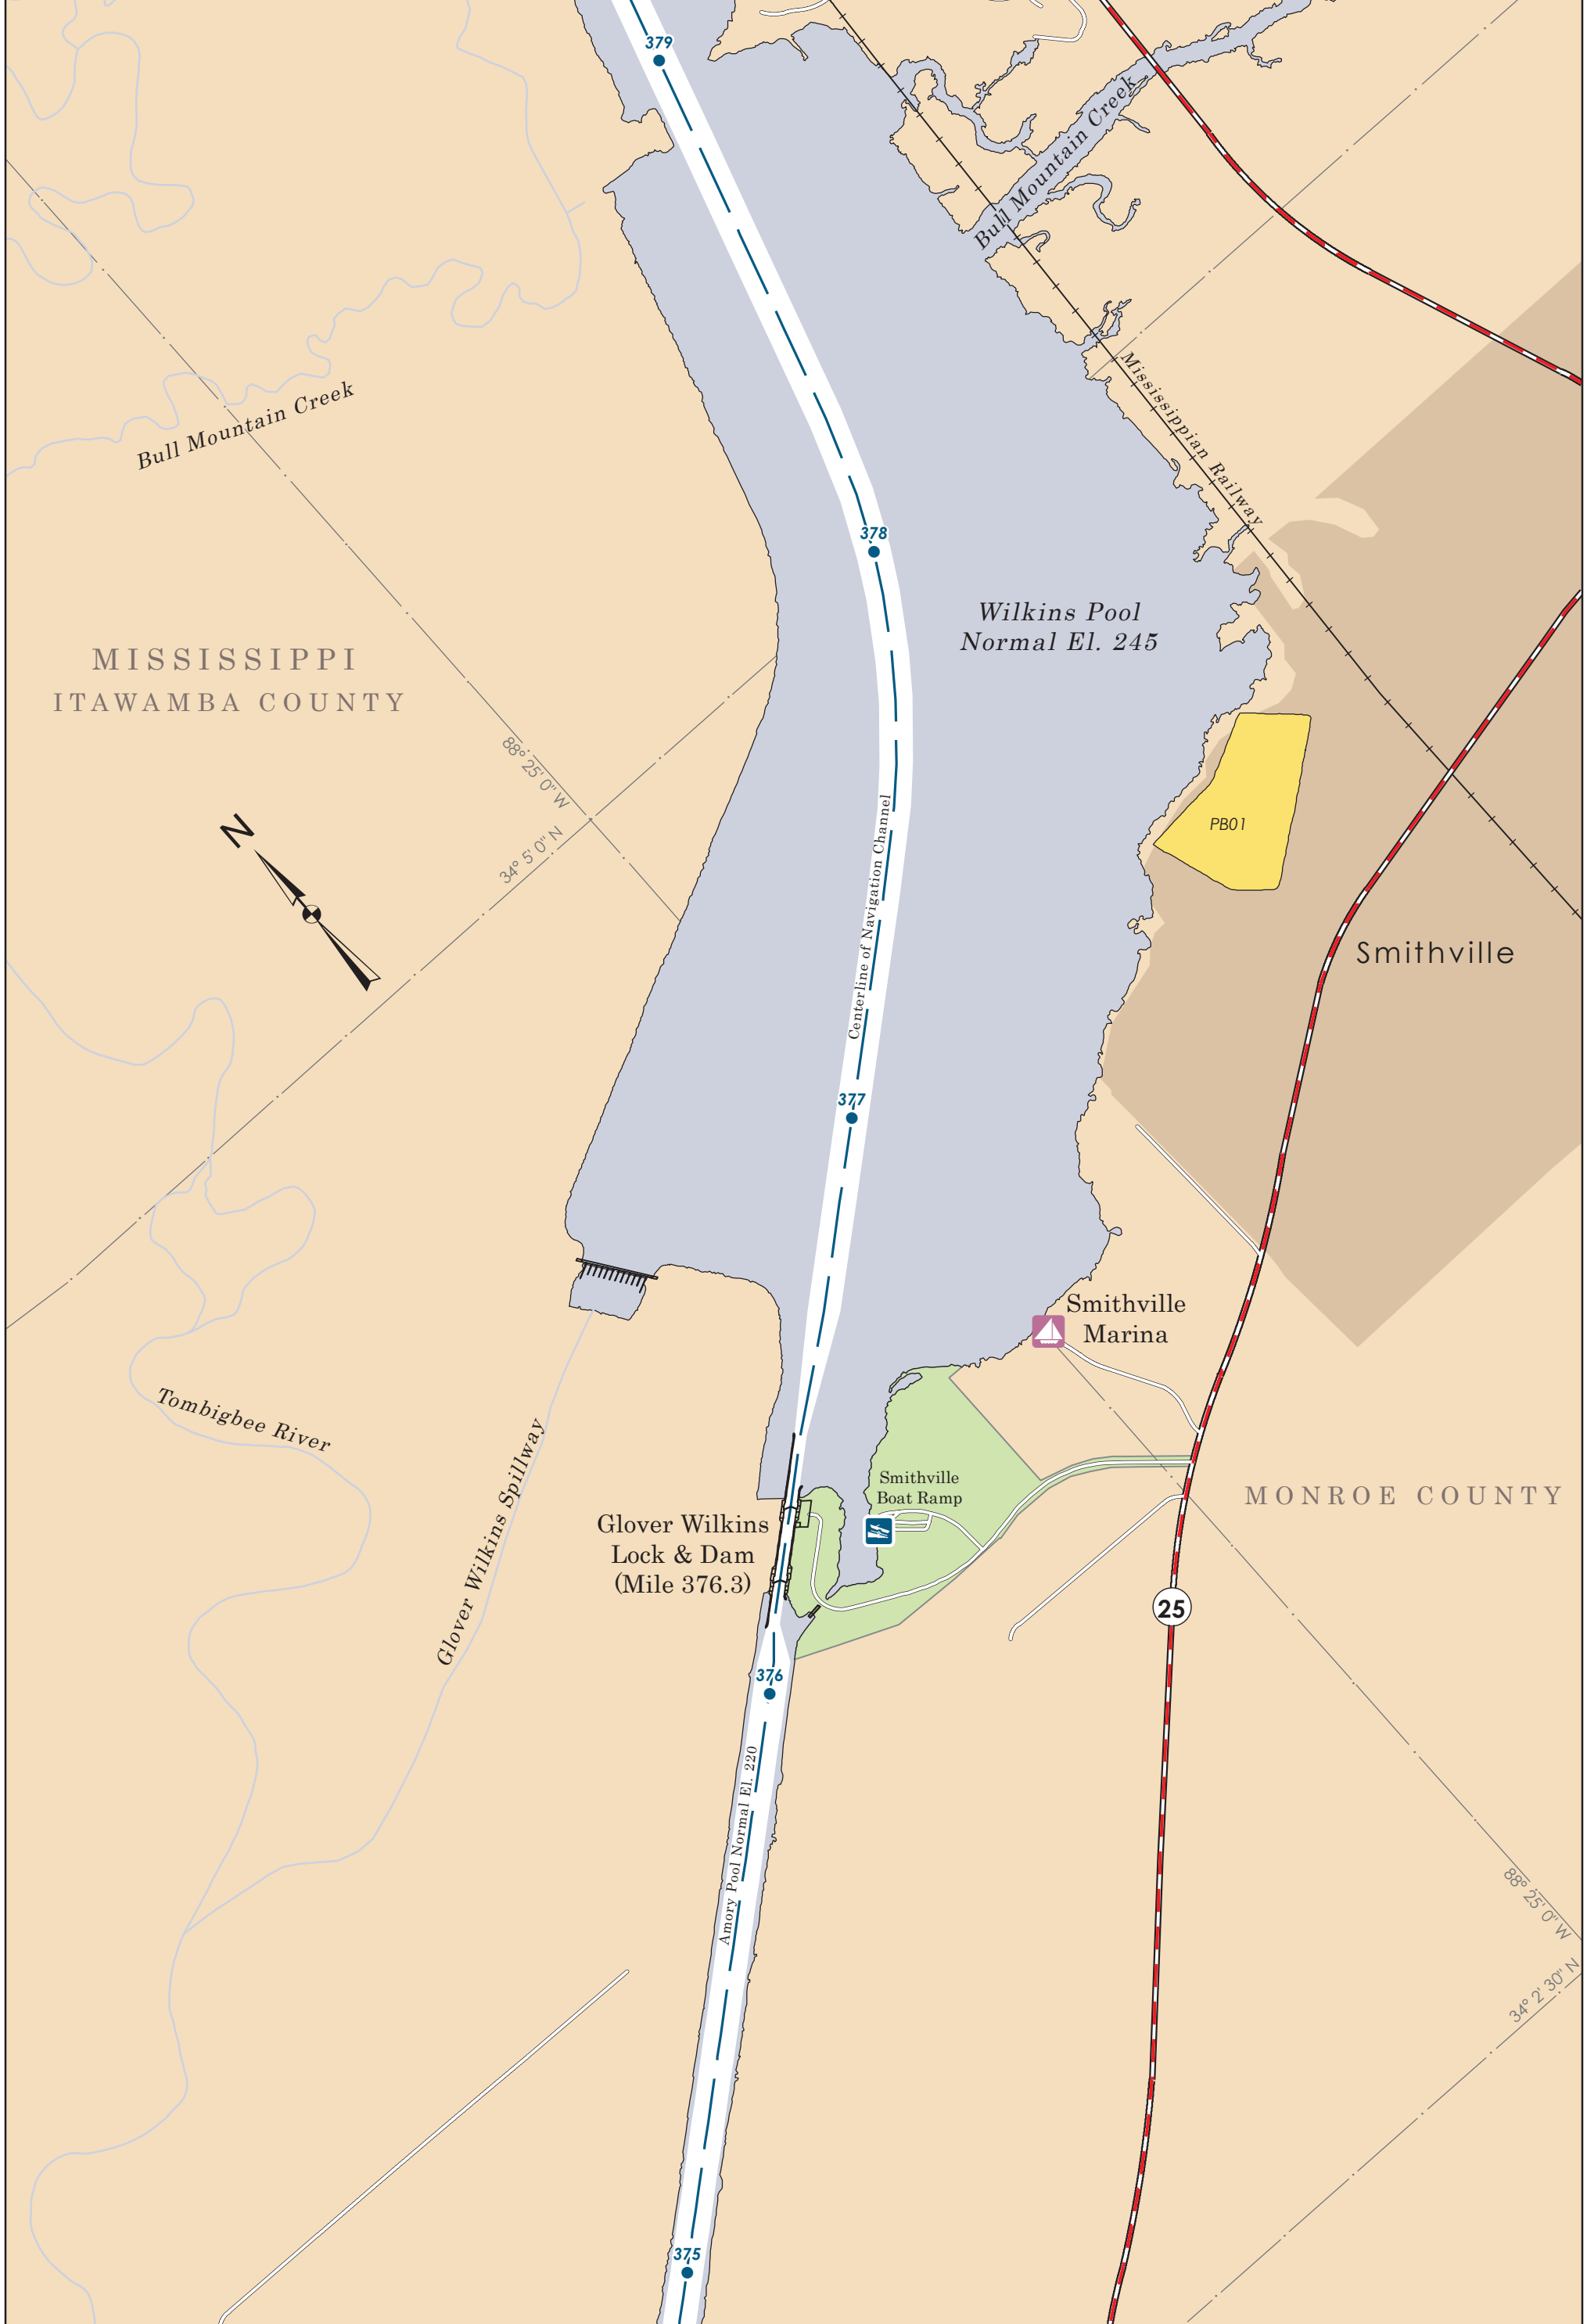 379
Bull Mountain Creek
Mississippian Railway
Bull Mountain Creek
378
Wilkins Pool
Normal El. 245
MISSISSIPPI
ITAWAMBA COUNTY
88° 25' 0" W
34° 5' 0" N
N
PB01
Centerline of Navigation Channel
Smithville
377
Smithville
Marina
Tombigbee River
Glover Wilkins Spillway
Smithville
Boat Ramp
MONROE COUNTY
Glover Wilkins
Lock & Dam
(Mile 376.3)
25
376
Amory Pool Normal El. 220
88° 25' 0" W
34° 2' 30" N
375